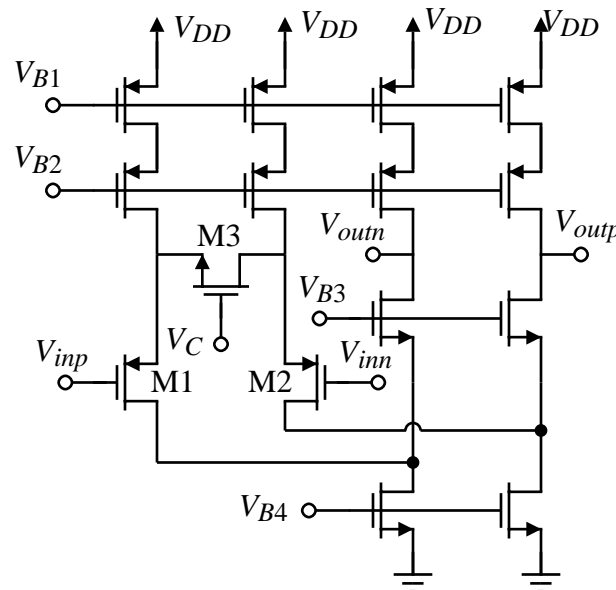 VDD VDD VDD VDD
VB1
VB2
M3
Voutn
Voutp
VB3
VC
Vinp
M1
M2
Vinn
VB4